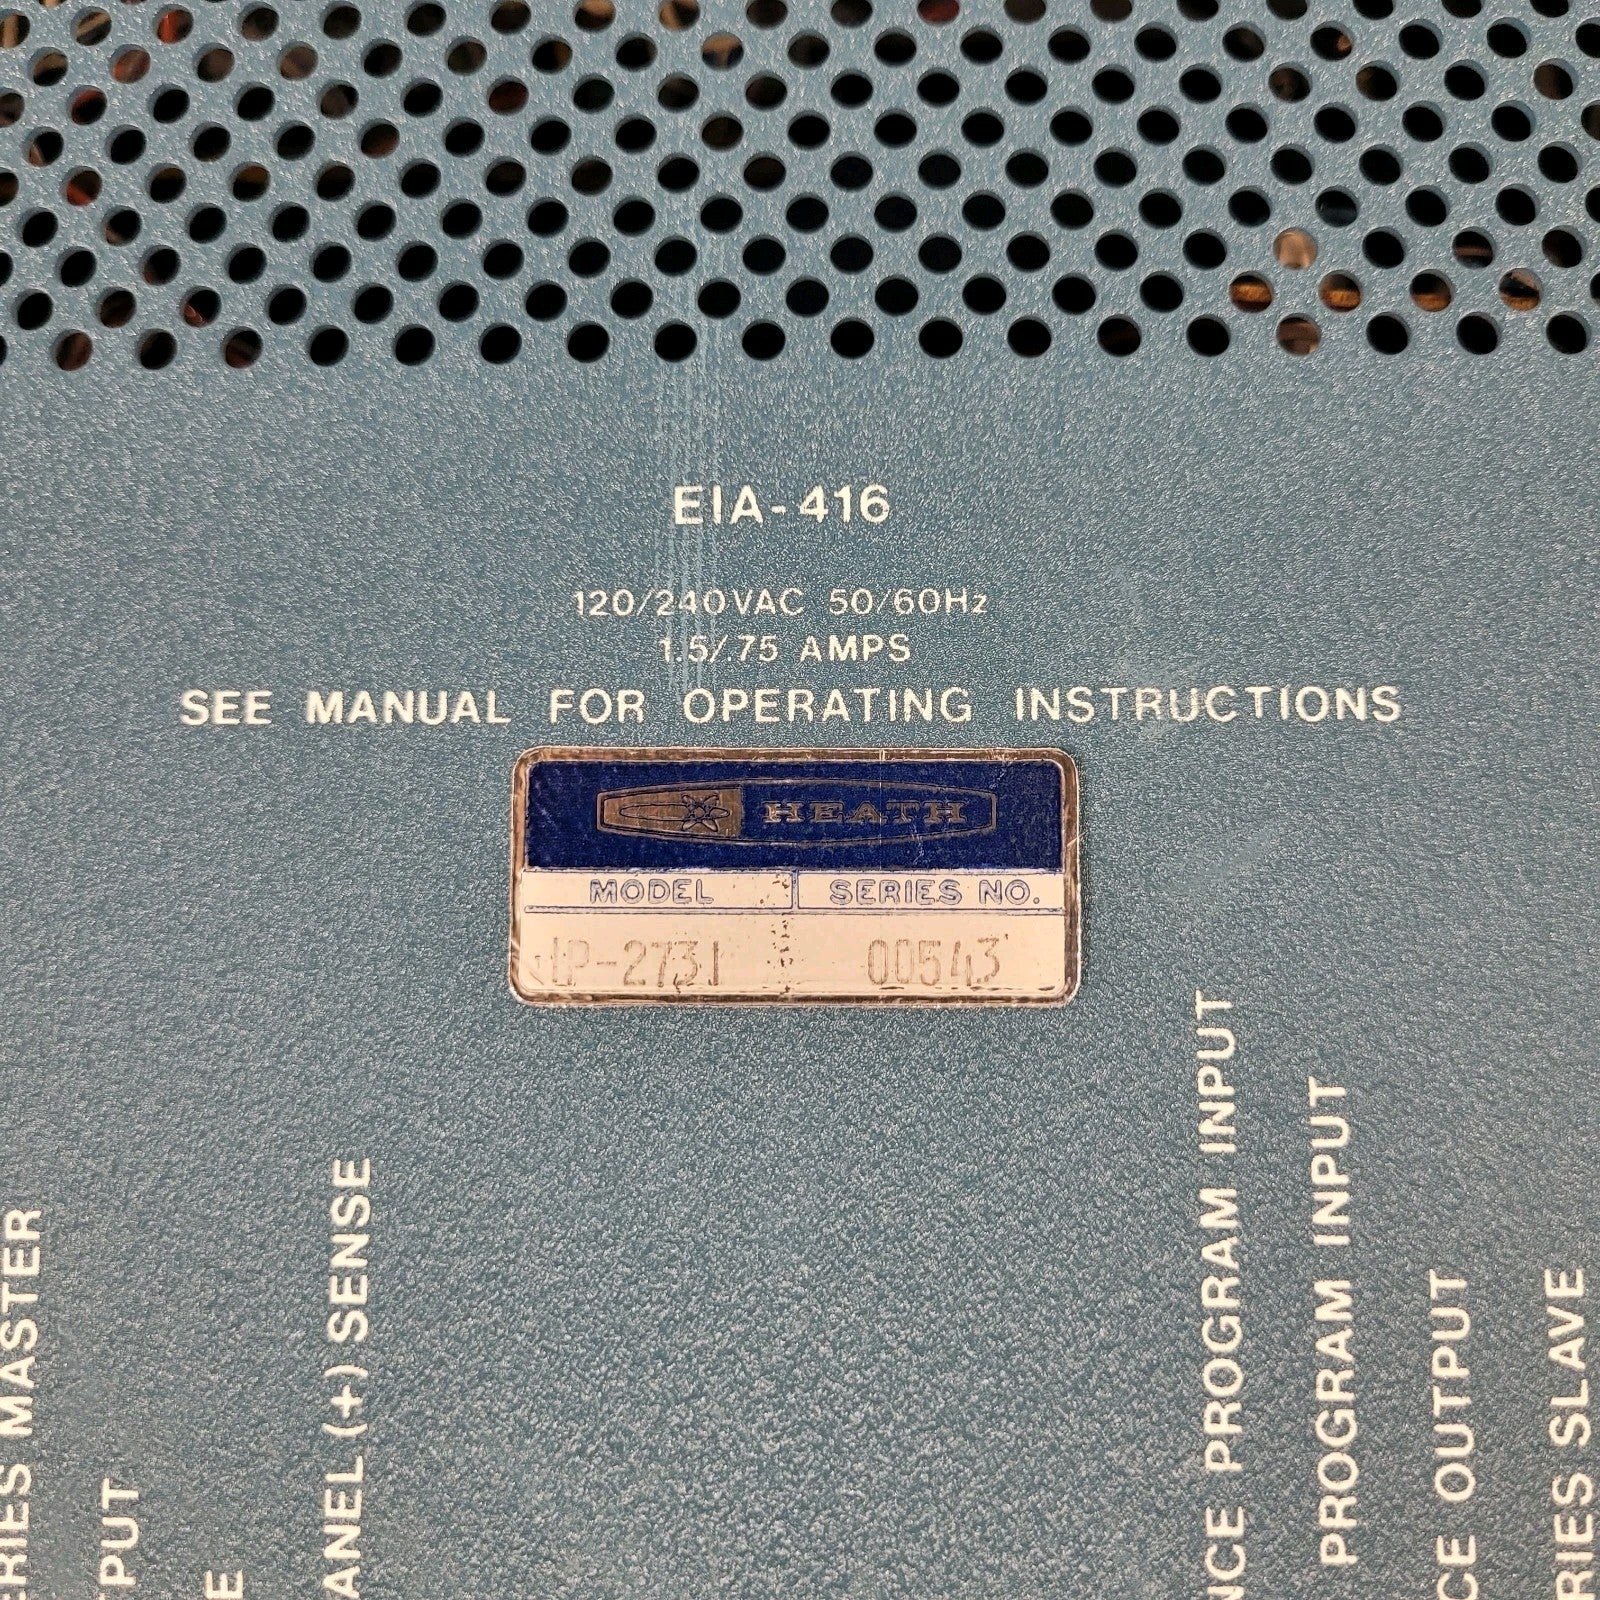 EIA-416
120/240VAC 50/60Hz
1.5/.75 AMPS
SEE MANUAL FOR OPERATING INSTRUCTIONS
HEATH
MODEL SERIES NO.
IP-2731 00543
RIES MASTER
PUT
E
ANEL (+) SENSE
NCE PROGRAM INPUT
PROGRAM INPUT
CE OUTPUT
RIES SLAVE